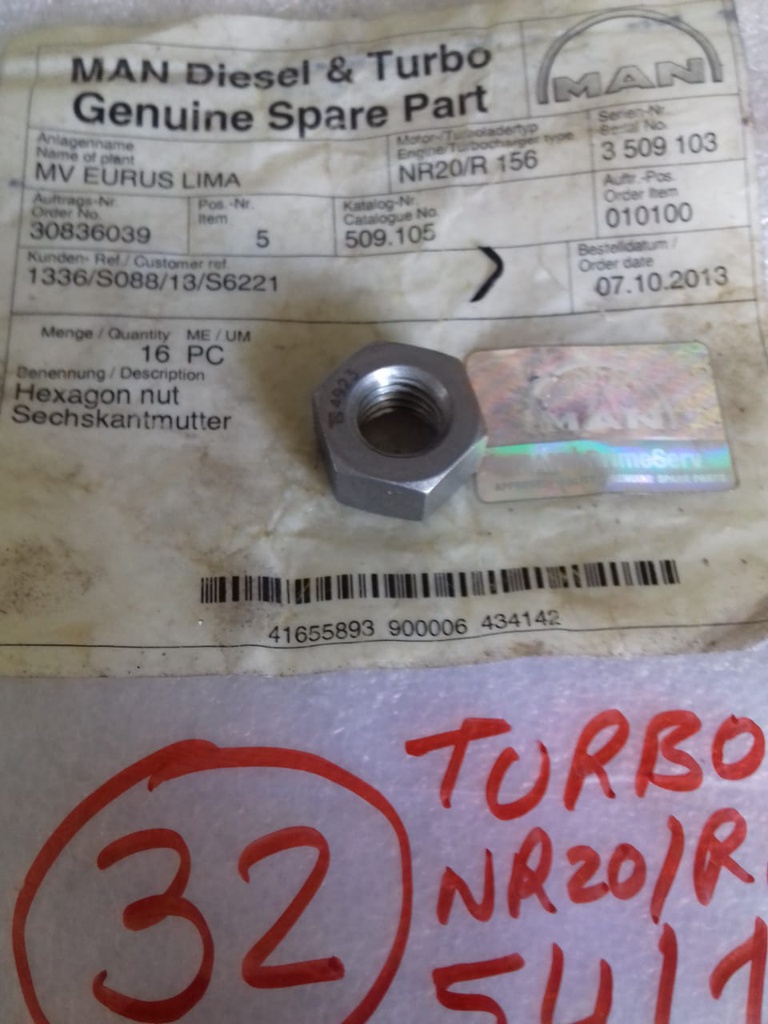 MAN Diesel & Turbo
Genuine Spare Part
MAN
Anlagenname
Name of plant
MV EURUS LIMA
Motor-/Turboladertyp
Engine/Turbocharger type
NR20/R 156
Serien-Nr.
Serial No.
3 509 103
Auftrags-Nr.
Order No.
30836039
Pos.-Nr.
Item
5
Katalog-Nr.
Catalogue No.
509.105
Auftr.-Pos.
Order Item
010100
Kunden- Ref./ Customer ref
1336/S088/13/S6221
Bestelldatum /
Order date
07.10.2013
Menge / Quantity ME / UM
16 PC
Benennung / Description
Hexagon nut
Sechskantmutter
4923
MAN
PrimeServ
41655893 900006 434142
32
TURBO
NR20/R